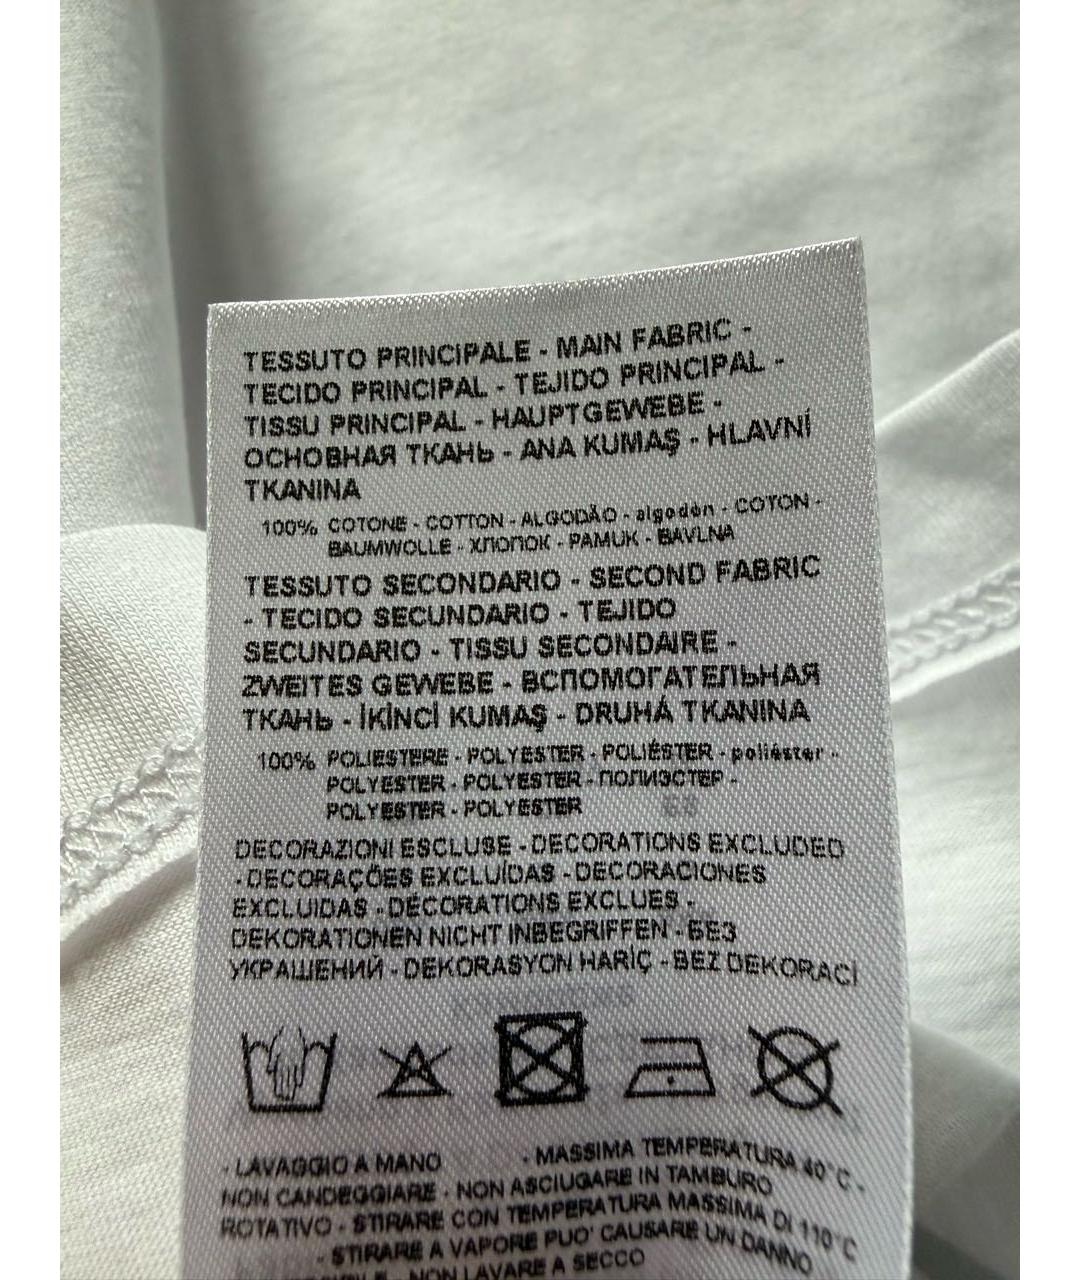 TESSUTO PRINCIPALE - MAIN FABRIC -
TECIDO PRINCIPAL - TEJIDO PRINCIPAL -
TISSU PRINCIPAL - HAUPTGEWEBE -
ОСНОВНАЯ ТКАНЬ - ANA KUMAŞ - HLAVNÍ
TKANINA
100% COTONE - COTTON - ALGODÃO - algodón - COTON -
BAUMWOLLE - ХЛОПОК - PAMUK - BAVLNA
TESSUTO SECONDARIO - SECOND FABRIC
- TECIDO SECUNDARIO - TEJIDO
SECUNDARIO - TISSU SECONDAIRE -
ZWEITES GEWEBE - ВСПОМОГАТЕЛЬНАЯ
ТКАНЬ - İKİNCİ KUMAŞ - DRUHÁ TKANINA
100% POLIESTERE - POLYESTER - POLIÉSTER - poliéster -
POLYESTER - POLYESTER - ПОЛИЭСТЕР -
POLYESTER - POLYESTER
DECORAZIONI ESCLUSE - DECORATIONS EXCLUDED
- DECORAÇÕES EXCLUÍDAS - DECORACIONES
EXCLUIDAS - DÉCORATIONS EXCLUES -
DEKORATIONEN NICHT INBEGRIFFEN - БЕЗ
УКРАШЕНИЙ - DEKORASYON HARİÇ - BEZ DEKORACÍ
- LAVAGGIO A MANO - MASSIMA TEMPERATURA 40°C -
NON CANDEGGIARE - NON ASCIUGARE IN TAMBURO
ROTATIVO - STIRARE CON TEMPERATURA MASSIMA DI 110°C
- STIRARE A VAPORE PUO' CAUSARE UN DANNO
- NON LAVARE A SECCO